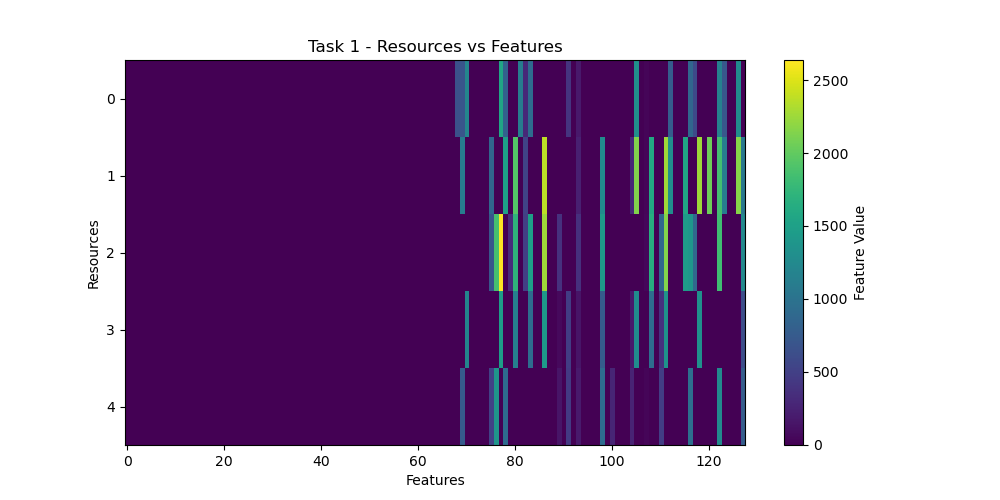 Task 1 - Resources vs Features
Resources
0
1
2
3
4
0 20 40 60 80 100 120
Features
2500
2000
1500
1000
500
0
Feature Value